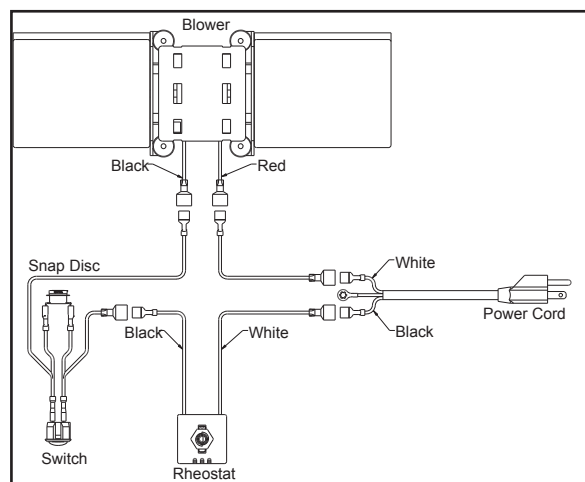 Blower
Black
Red
Snap Disc
White
Power Cord
Black
Black
White
Switch
Rheostat